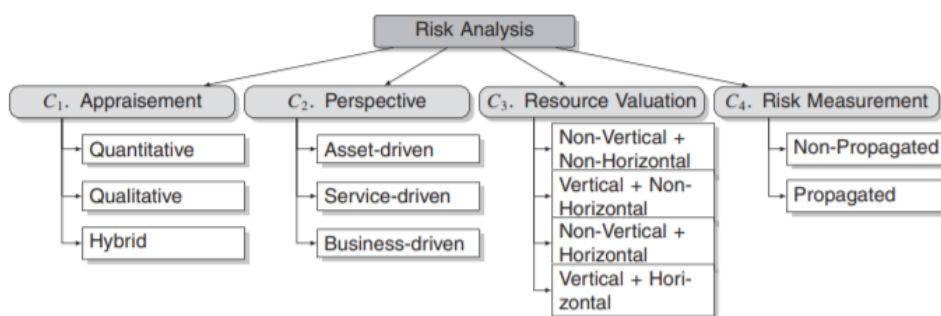 Risk Analysis
C₁. Appraisement
Quantitative
Qualitative
Hybrid
C₂. Perspective
Asset-driven
Service-driven
Business-driven
C₃. Resource Valuation
Non-Vertical +
Non-Horizontal
Vertical + Non-
Horizontal
Non-Vertical +
Horizontal
Vertical + Hori-
zontal
C₄. Risk Measurement
Non-Propagated
Propagated